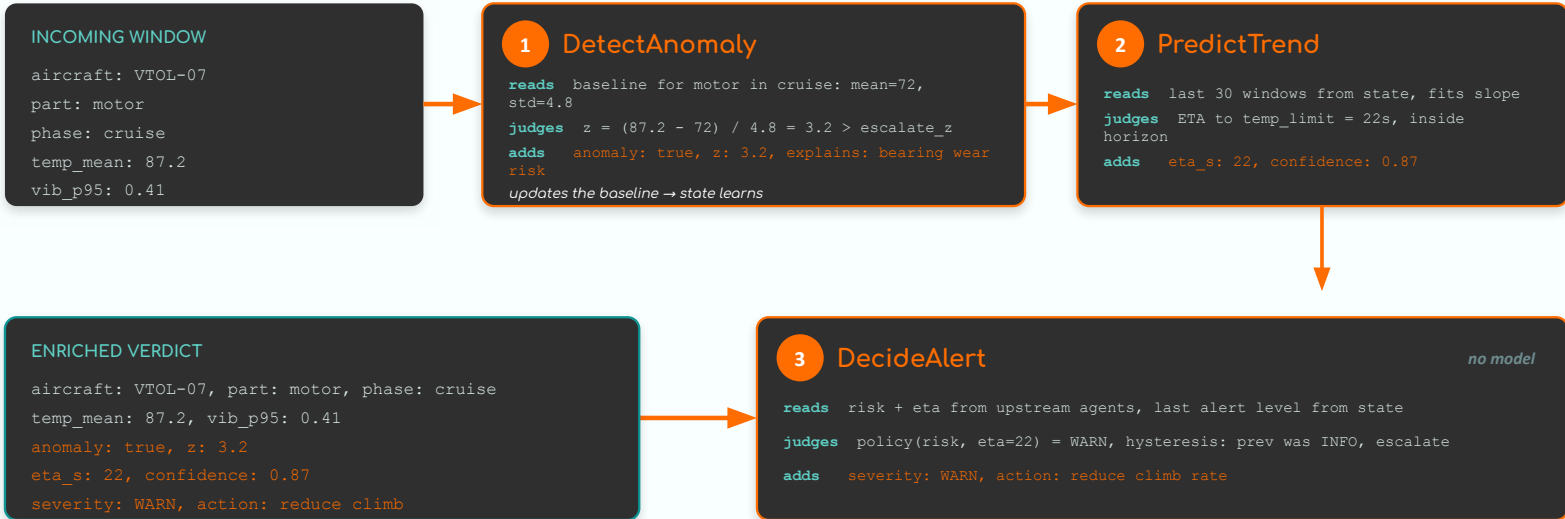 INCOMING WINDOW
aircraft: VTOL-07
part: motor
phase: cruise
temp_mean: 87.2
vib_p95: 0.41
1 DetectAnomaly
reads baseline for motor in cruise: mean=72,
std=4.8
judges z = (87.2 - 72) / 4.8 = 3.2 > escalate_z
adds anomaly: true, z: 3.2, explains: bearing wear
risk
updates the baseline → state learns
2 PredictTrend
reads last 30 windows from state, fits slope
judges ETA to temp_limit = 22s, inside
horizon
adds eta_s: 22, confidence: 0.87
ENRICHED VERDICT
aircraft: VTOL-07, part: motor, phase: cruise
temp_mean: 87.2, vib_p95: 0.41
anomaly: true, z: 3.2
eta_s: 22, confidence: 0.87
severity: WARN, action: reduce climb
3 DecideAlert
no model
reads risk + eta from upstream agents, last alert level from state
judges policy(risk, eta=22) = WARN, hysteresis: prev was INFO, escalate
adds severity: WARN, action: reduce climb rate